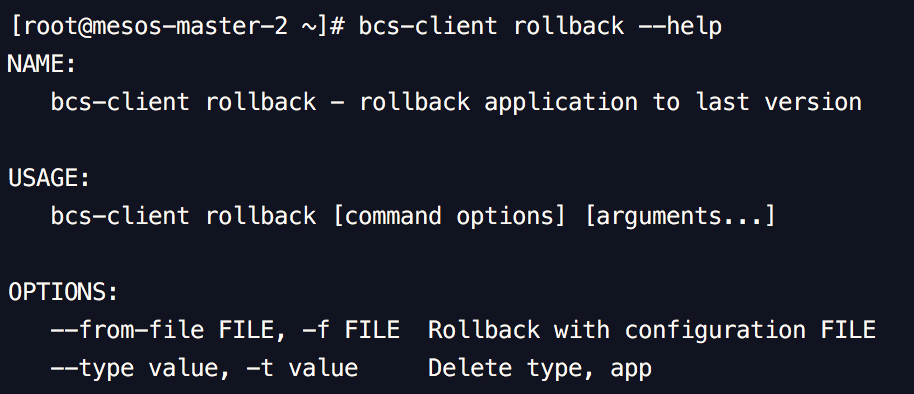 [root@mesos-master-2 ~]# bcs-client rollback --help
NAME:
   bcs-client rollback - rollback application to last version

USAGE:
   bcs-client rollback [command options] [arguments...]

OPTIONS:
   --from-file FILE, -f FILE  Rollback with configuration FILE
   --type value, -t value     Delete type, app